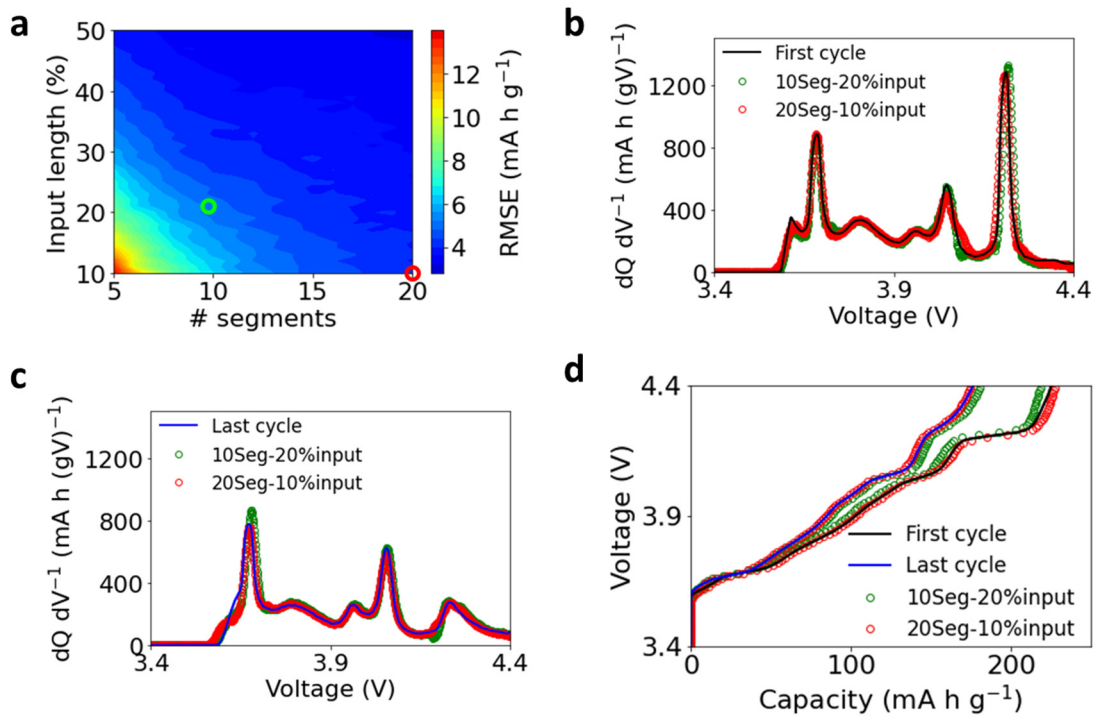 a
50
40
30
20
10
Input length (%)
5
10
15
20
# segments
12
10
8
6
4
RMSE (mA h g⁻¹)
b
dQ dV⁻¹ (mA h (gV)⁻¹)
1200
800
400
0
First cycle
10Seg-20%input
20Seg-10%input
3.4
3.9
4.4
Voltage (V)
c
dQ dV⁻¹ (mA h (gV)⁻¹)
1200
800
400
0
Last cycle
10Seg-20%input
20Seg-10%input
3.4
3.9
4.4
Voltage (V)
d
Voltage (V)
4.4
3.9
3.4
First cycle
Last cycle
10Seg-20%input
20Seg-10%input
0
100
200
Capacity (mA h g⁻¹)